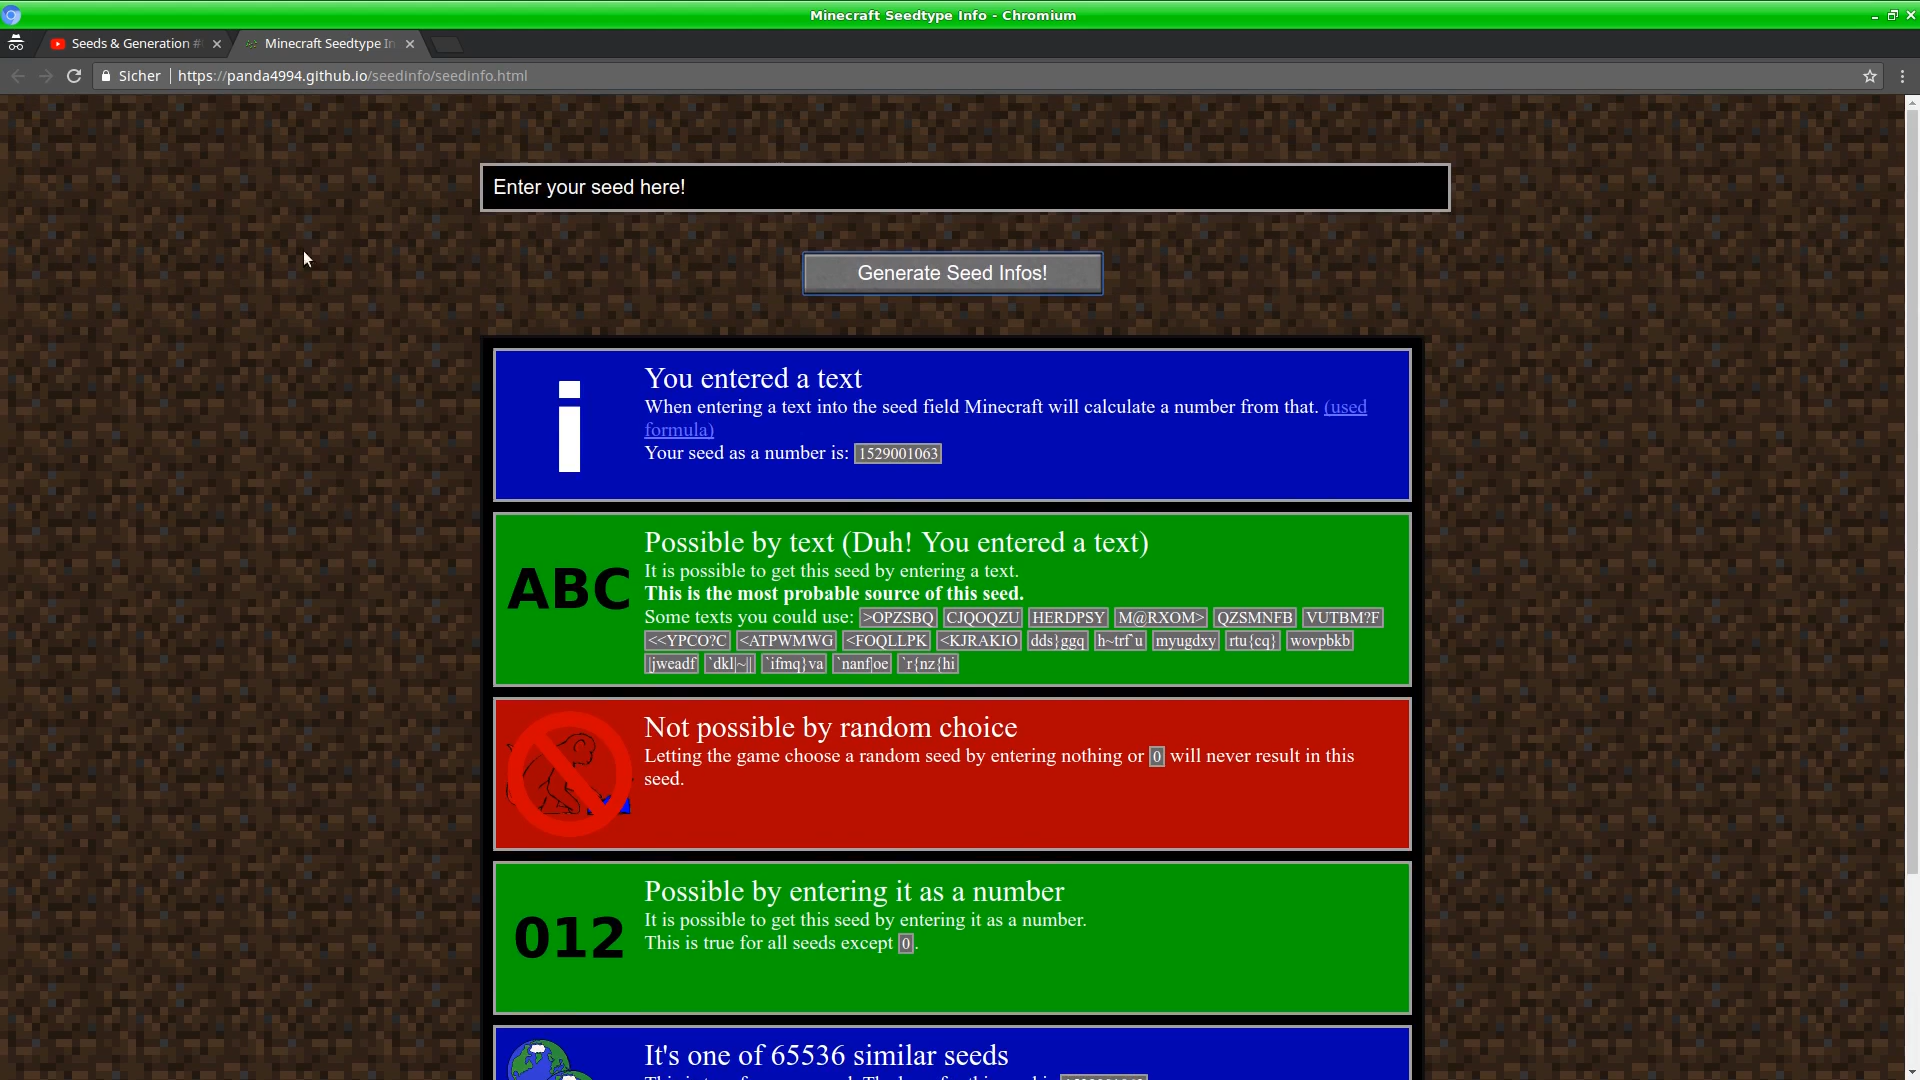 Minecraft Seedtype Info - Chromium
Seeds & Generation #
Minecraft Seedtype In
Sicher | https://panda4994.github.io/seedinfo/seedinfo.html
Enter your seed here!
Generate Seed Infos!
You entered a text
When entering a text into the seed field Minecraft will calculate a number from that. (used
formula)
Your seed as a number is: 1529001063
Possible by text (Duh! You entered a text)
ABC
It is possible to get this seed by entering a text.
This is the most probable source of this seed.
Some texts you could use: >OPZSBQ CJQOQZU HERDPSY M@RXOM> QZSMNFB VUTBM?F
<<YPCO?C <ATPWMWG <FOQLLPK <KJRAKIO dds}ggq h~trf`u myugdxy rtu{cq} wovpbkb
|jweadf `dkl|~|| `ifmq}va `nanf|oe `r{nz{hi
Not possible by random choice
Letting the game choose a random seed by entering nothing or 0 will never result in this
seed.
Possible by entering it as a number
012
It is possible to get this seed by entering it as a number.
This is true for all seeds except 0.
It's one of 65536 similar seeds